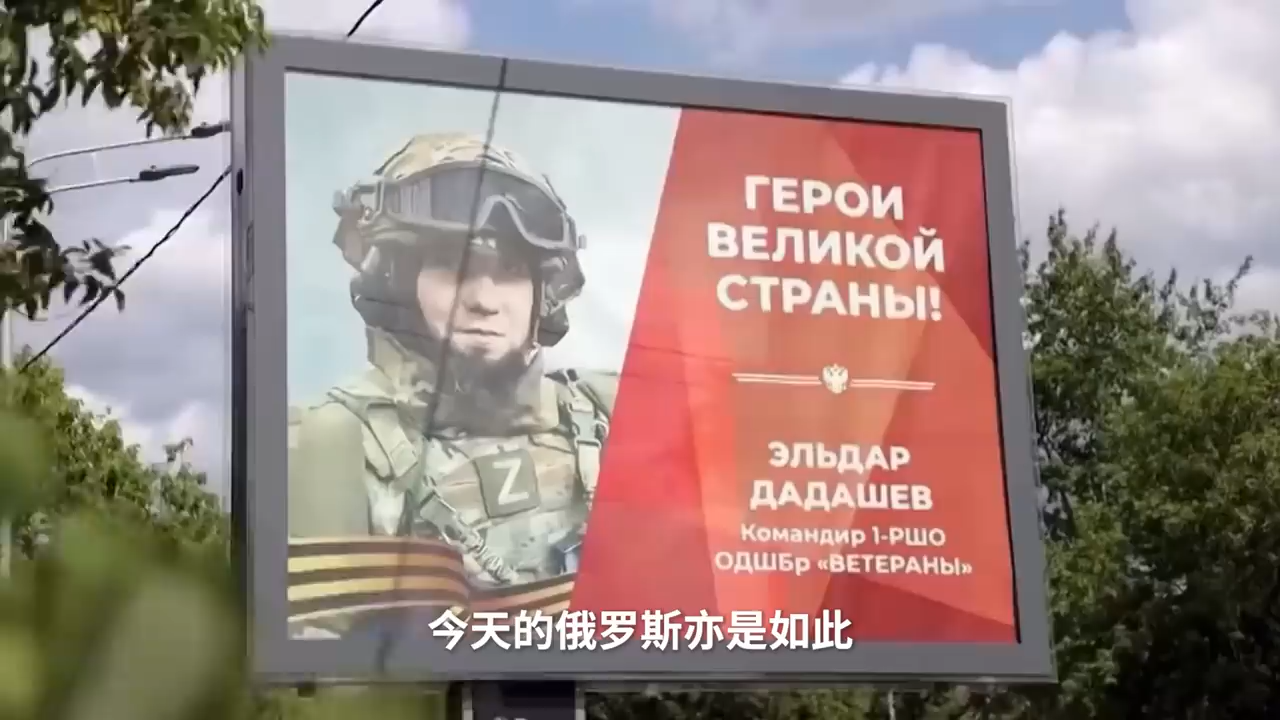 ГЕРОИ
ВЕЛИКОЙ
СТРАНЫ!
ЭЛЬДАР
ДАДАШЕВ
Командир 1-РШО
ОДШБр «ВЕТЕРАНЫ»
Z
今天的俄罗斯亦是如此